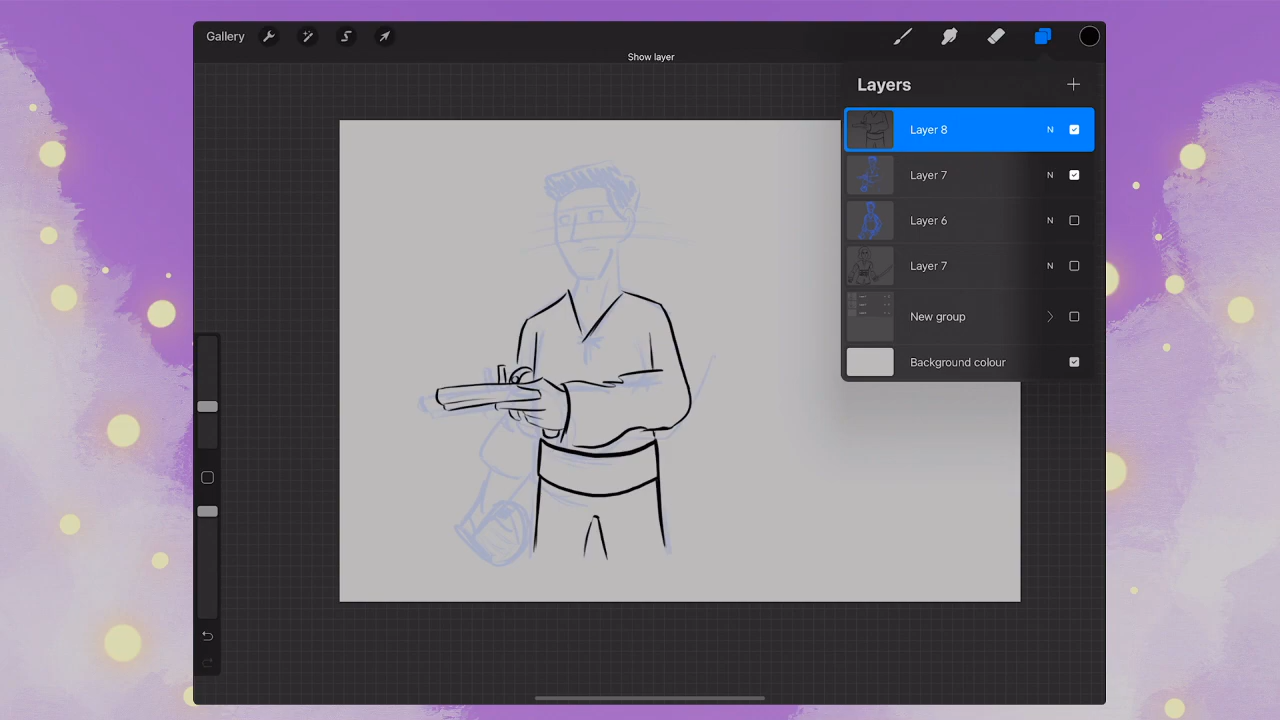 Gallery
Show layer
Layers
Layer 8 N
Layer 7 N
Layer 6 N
Layer 7 N
New group
Background colour